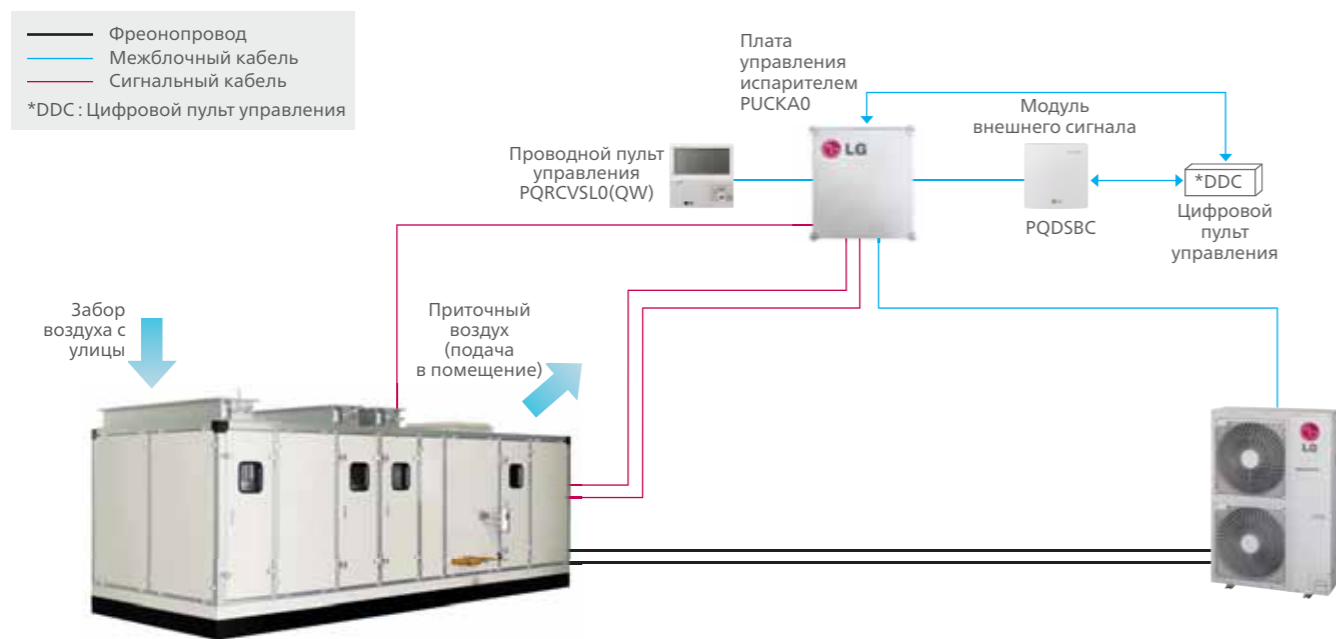 Фреонопровод
Межблочный кабель
Сигнальный кабель
*DDC : Цифровой пульт управления
Плата
управления
испарителем
PUCKA0
Модуль
внешнего сигнала
Проводной пульт
управления
PQRCVSL0(QW)
LG
*DDC
PQDSBC
Цифровой
пульт
управления
Забор
воздуха с
улицы
Приточный
воздух
(подача
в помещение)
LG